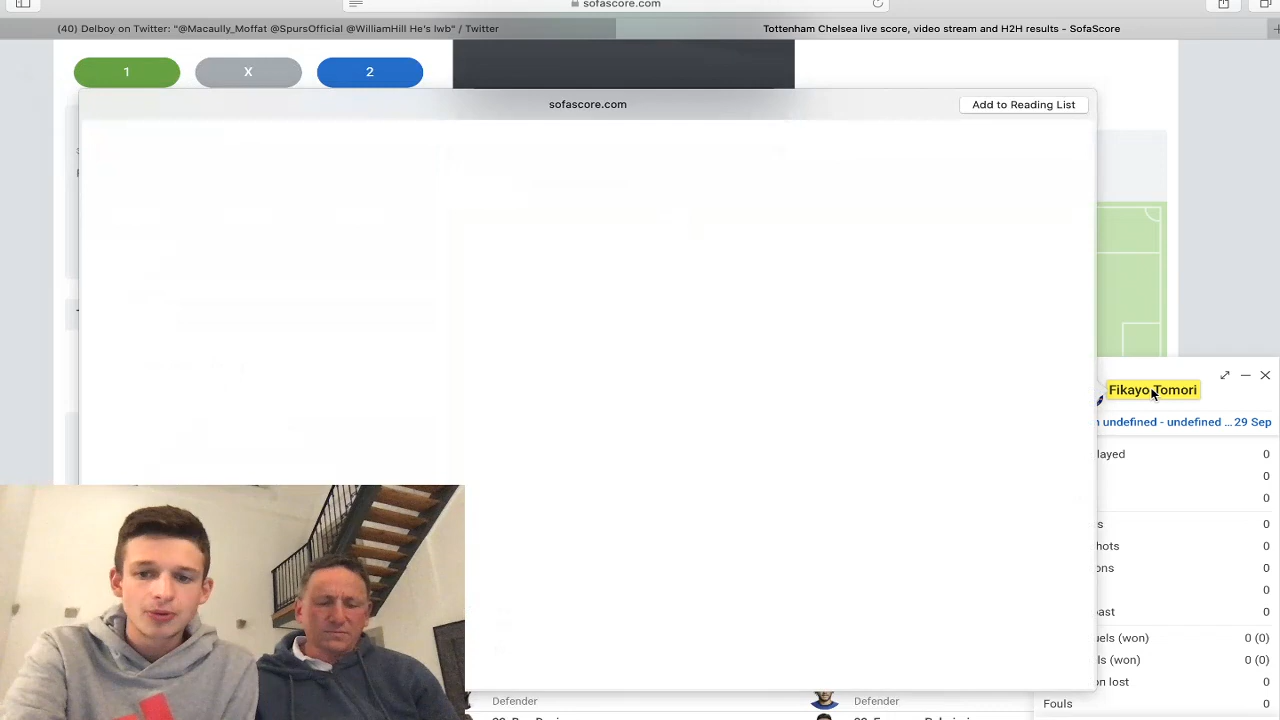 sofascore.com
(40) Delboy on Twitter: "@Macaully_Moffat @SpursOfficial @WilliamHill He's lwb" / Twitter
Tottenham Chelsea live score, video stream and H2H results - SofaScore
1 X 2
sofascore.com
Add to Reading List
Fikayo Tomori
undefined - undefined ... 29 Sep
layed 0
0
0
s 0
hots 0
ons 0
0
ast 0
uels (won) 0 (0)
ls (won) 0 (0)
on lost 0
Fouls 0
Defender
Defender